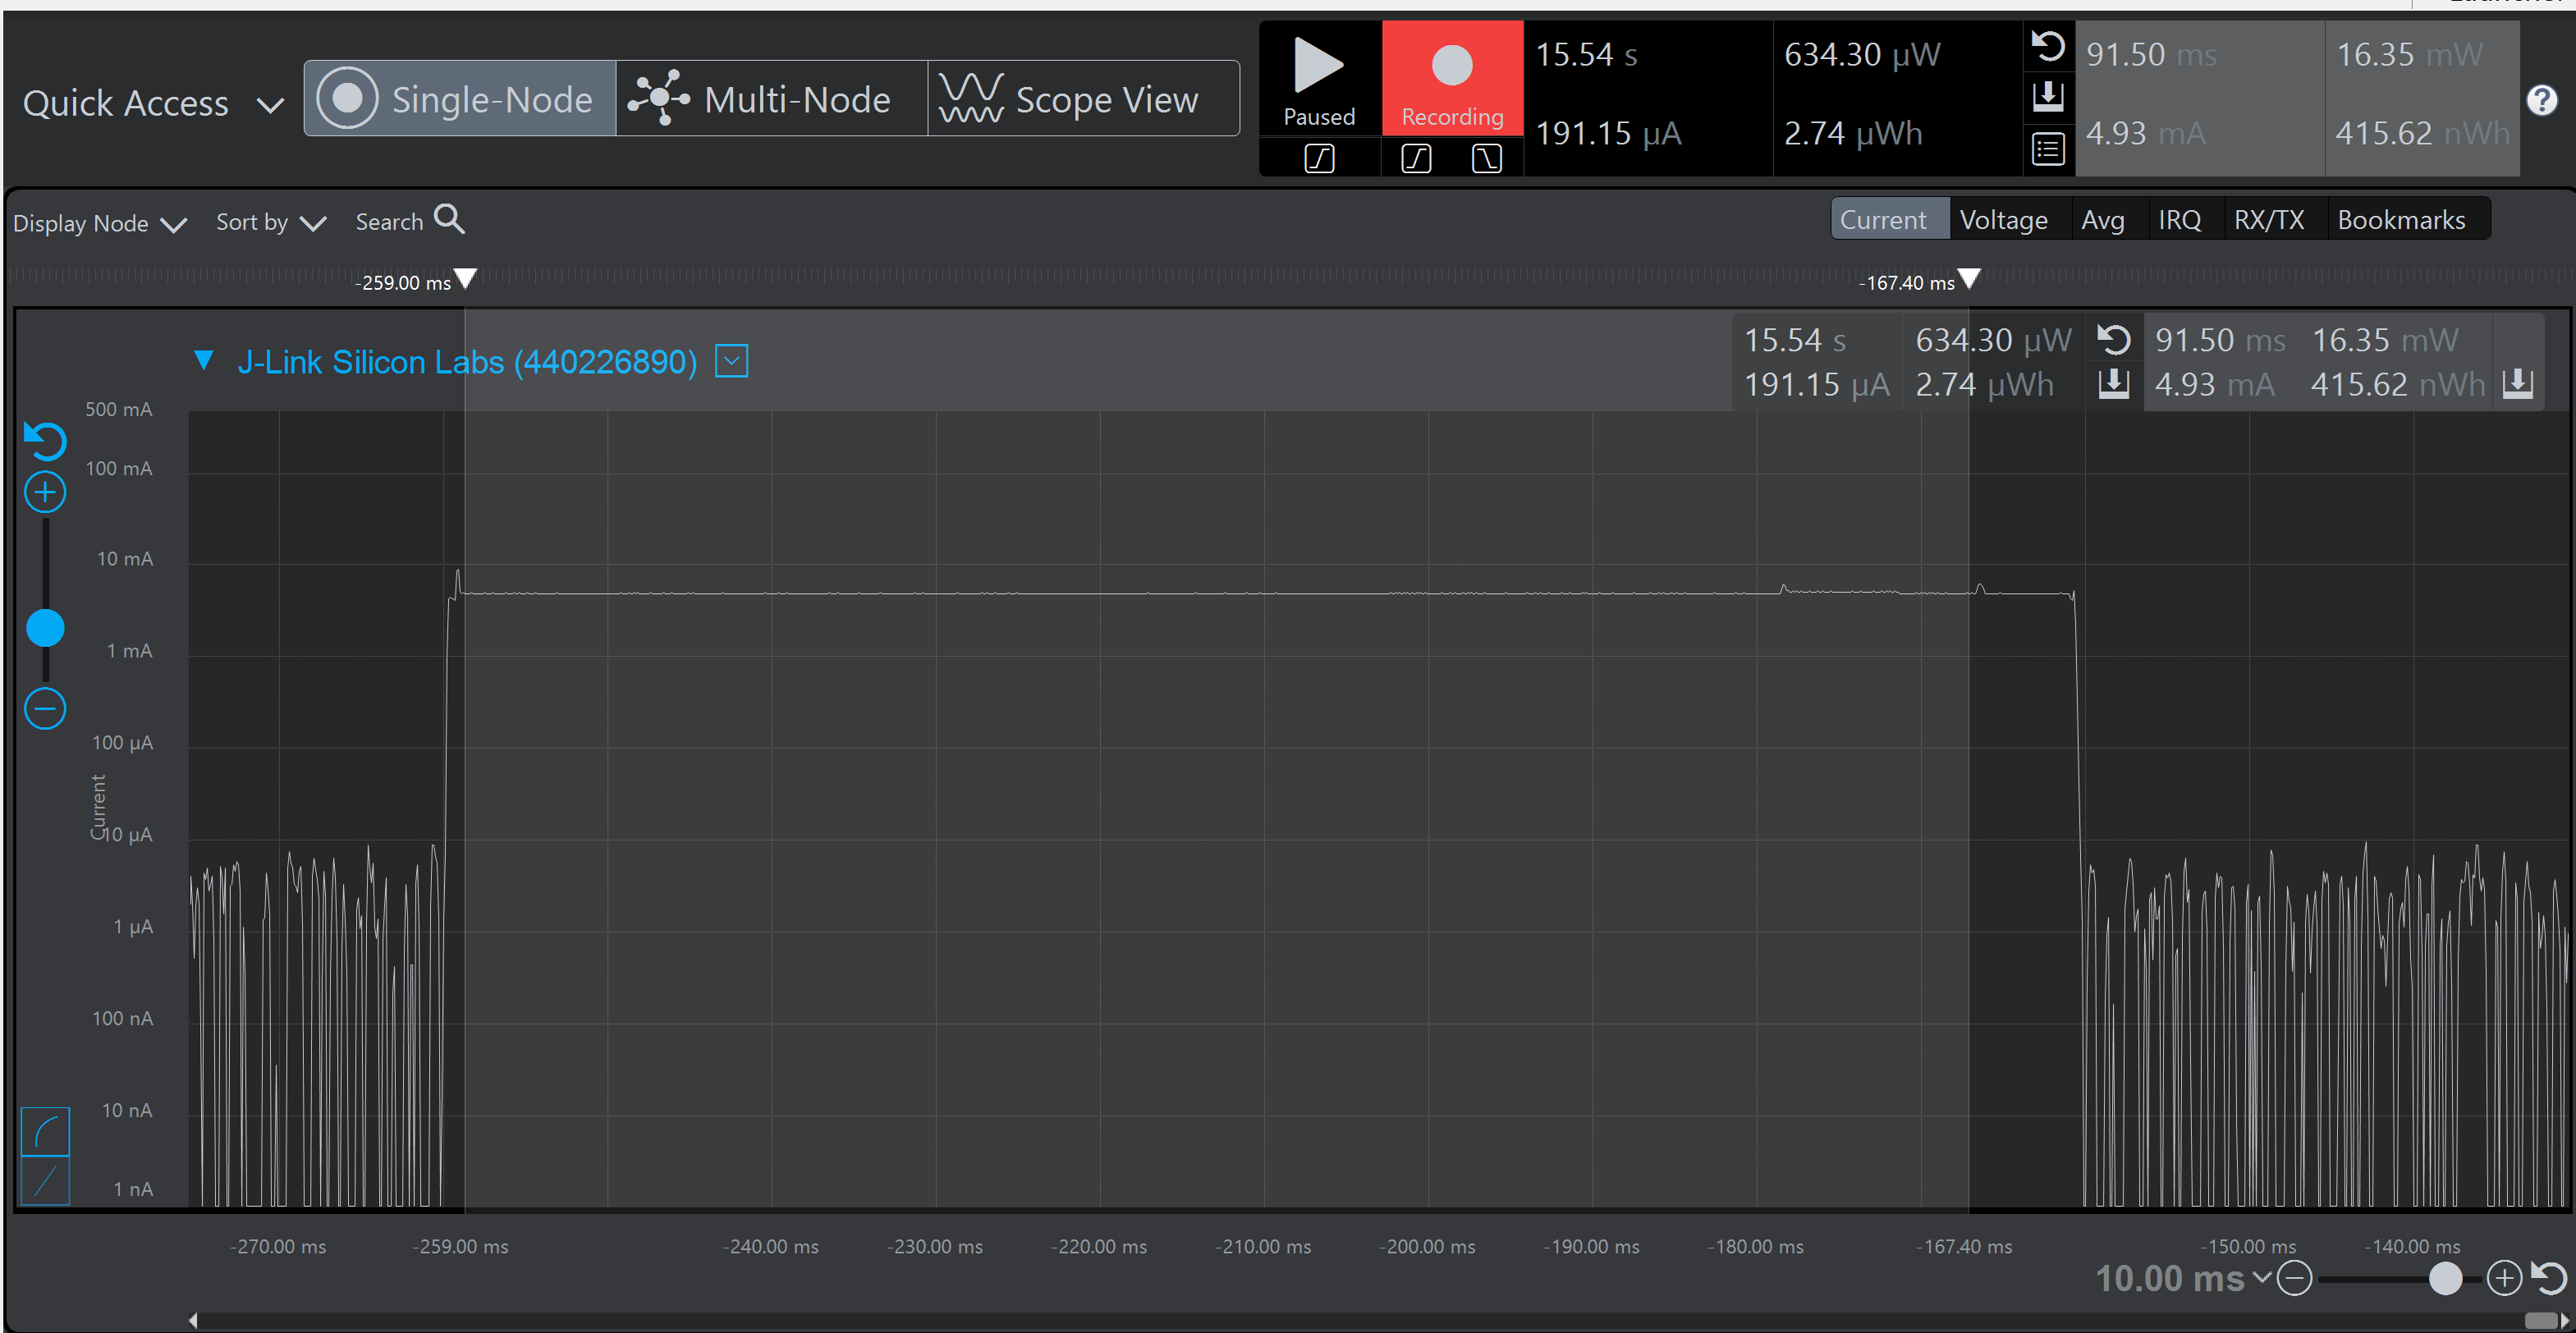 Quick Access
Single-Node
Multi-Node
Scope View
Paused
Recording
15.54 s
634.30 µW
191.15 µA
2.74 µWh
91.50 ms
16.35 mW
4.93 mA
415.62 nWh
?
Display Node
Sort by
Search
Current
Voltage
Avg
IRQ
RX/TX
Bookmarks
-259.00 ms
-167.40 ms
J-Link Silicon Labs (440226890)
15.54 s
634.30 µW
91.50 ms
16.35 mW
191.15 µA
2.74 µWh
4.93 mA
415.62 nWh
500 mA
100 mA
10 mA
1 mA
100 µA
Current
10 µA
1 µA
100 nA
10 nA
1 nA
-270.00 ms
-259.00 ms
-240.00 ms
-230.00 ms
-220.00 ms
-210.00 ms
-200.00 ms
-190.00 ms
-180.00 ms
-167.40 ms
-150.00 ms
-140.00 ms
10.00 ms